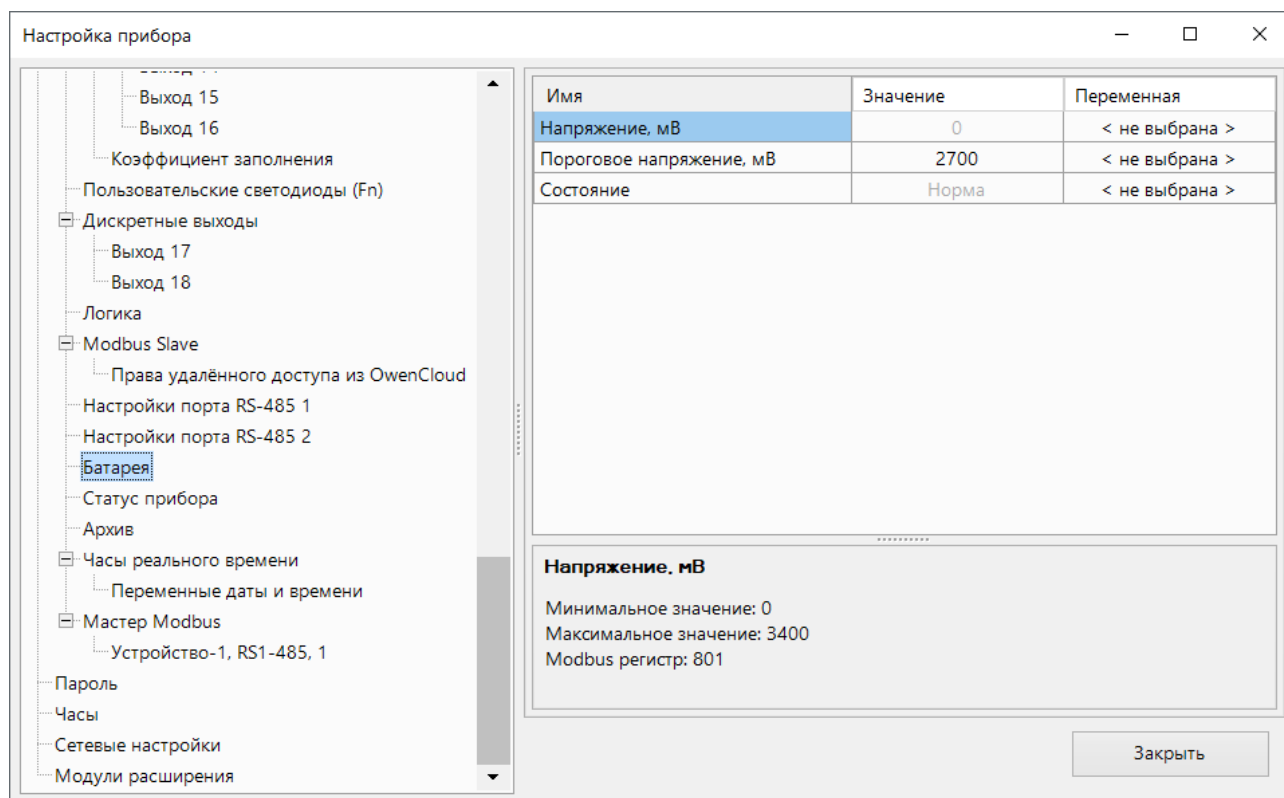 Настройка прибора
Выход 15
Выход 16
Коэффициент заполнения
Пользовательские светодиоды (Fn)
Дискретные выходы
Выход 17
Выход 18
Логика
Modbus Slave
Права удалённого доступа из OwenCloud
Настройки порта RS-485 1
Настройки порта RS-485 2
Батарея
Статус прибора
Архив
Часы реального времени
Переменные даты и времени
Мастер Modbus
Устройство-1, RS1-485, 1
Пароль
Часы
Сетевые настройки
Модули расширения
Имя Значение Переменная
Напряжение, мВ 0 < не выбрана >
Пороговое напряжение, мВ 2700 < не выбрана >
Состояние Норма < не выбрана >
Напряжение, мВ
Минимальное значение: 0
Максимальное значение: 3400
Modbus регистр: 801
Закрыть